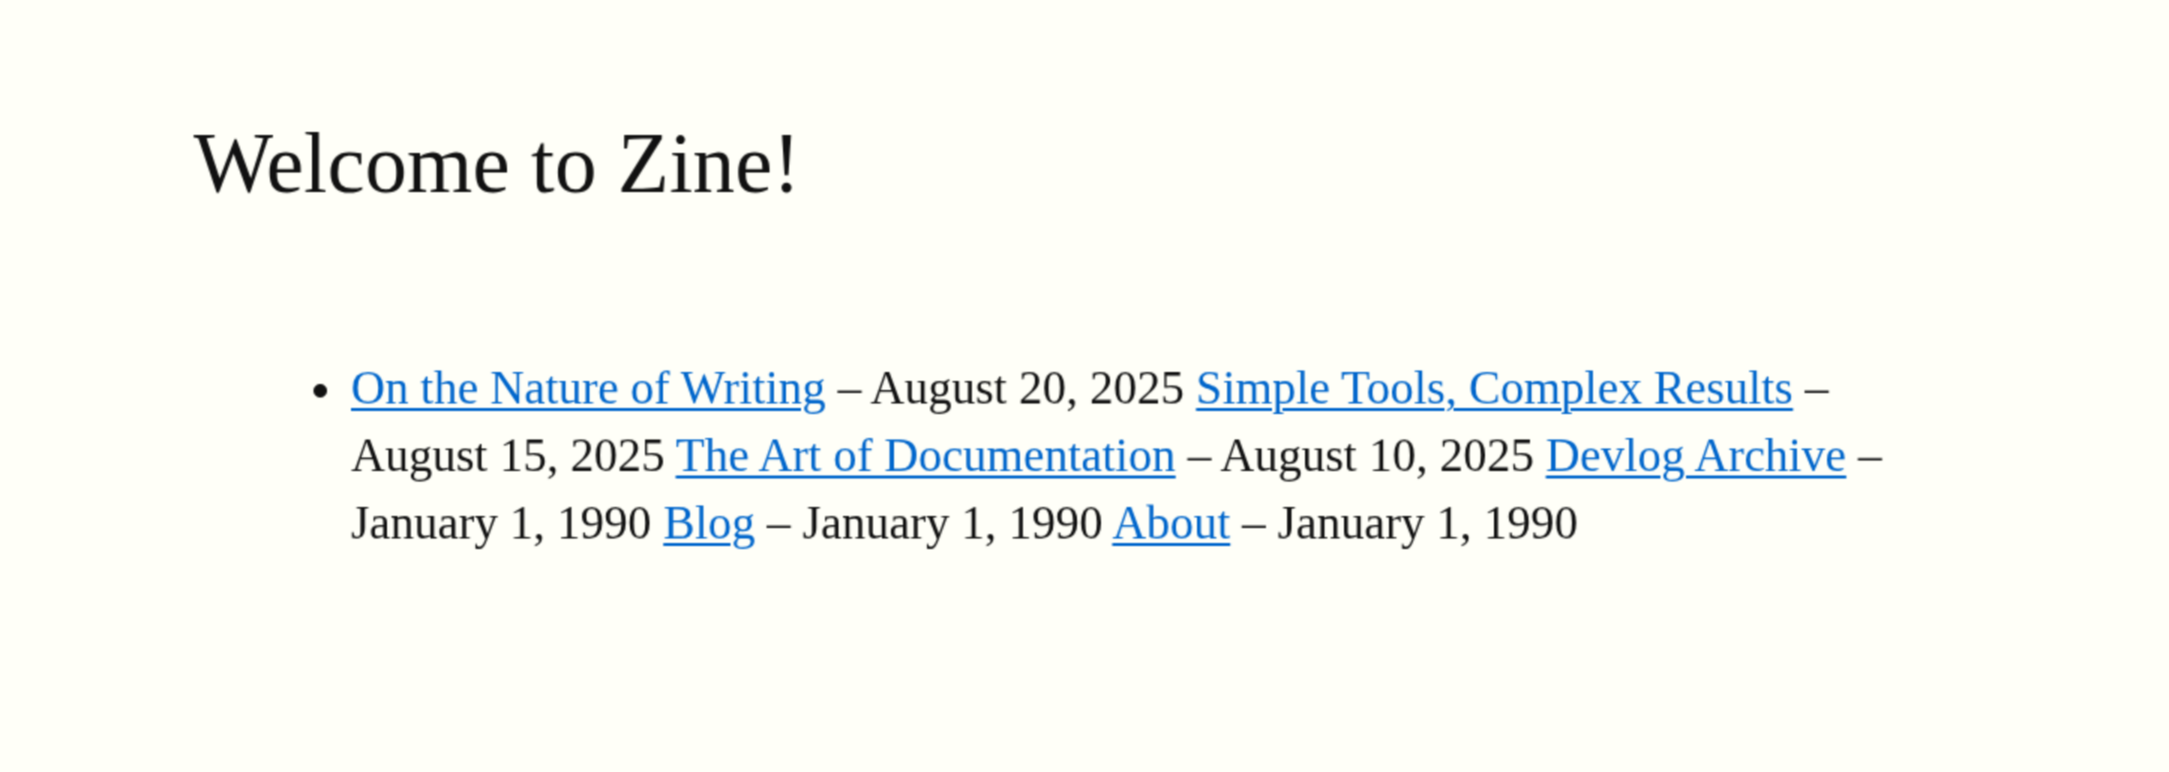 Welcome to Zine!
• On the Nature of Writing – August 20, 2025 Simple Tools, Complex Results –
August 15, 2025 The Art of Documentation – August 10, 2025 Devlog Archive –
January 1, 1990 Blog – January 1, 1990 About – January 1, 1990